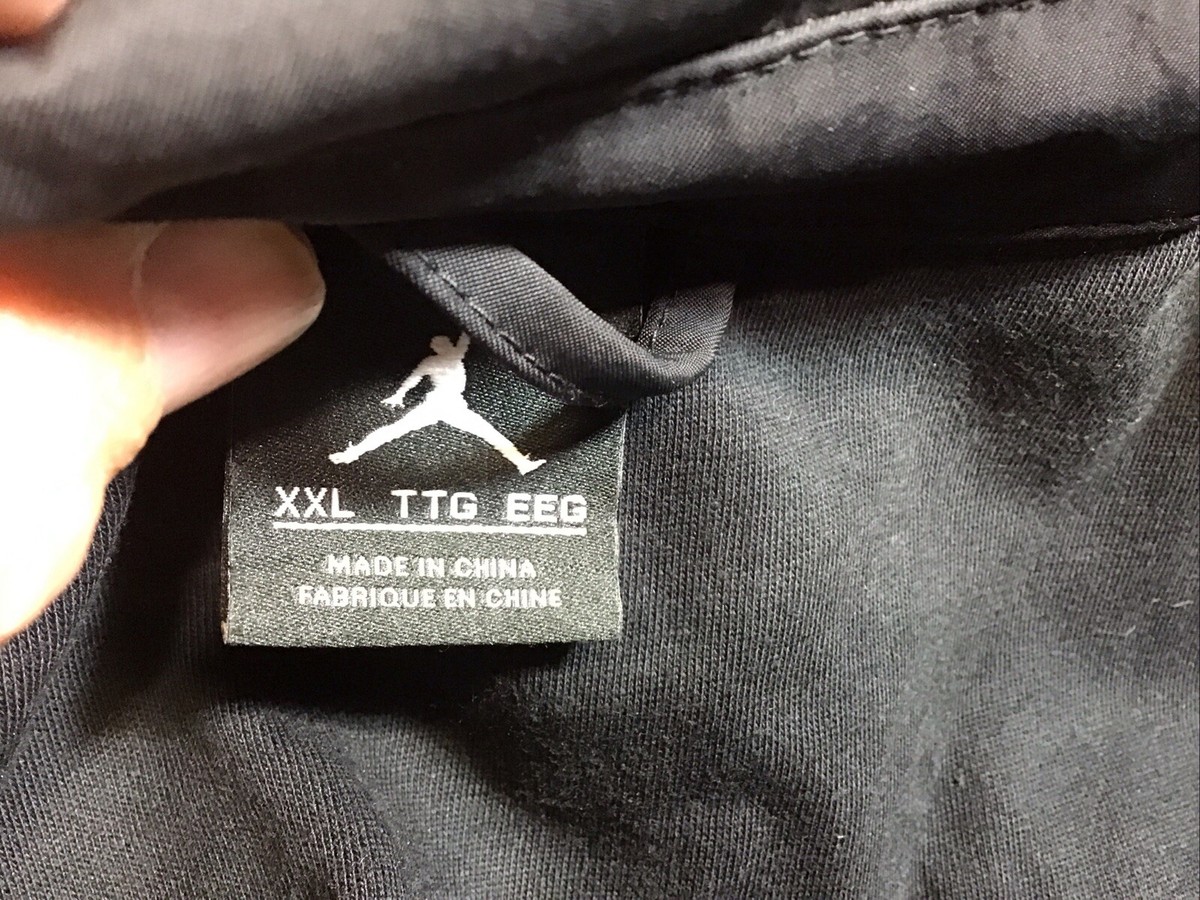 XXL TTG EEG
MADE IN CHINA
FABRIQUE EN CHINE